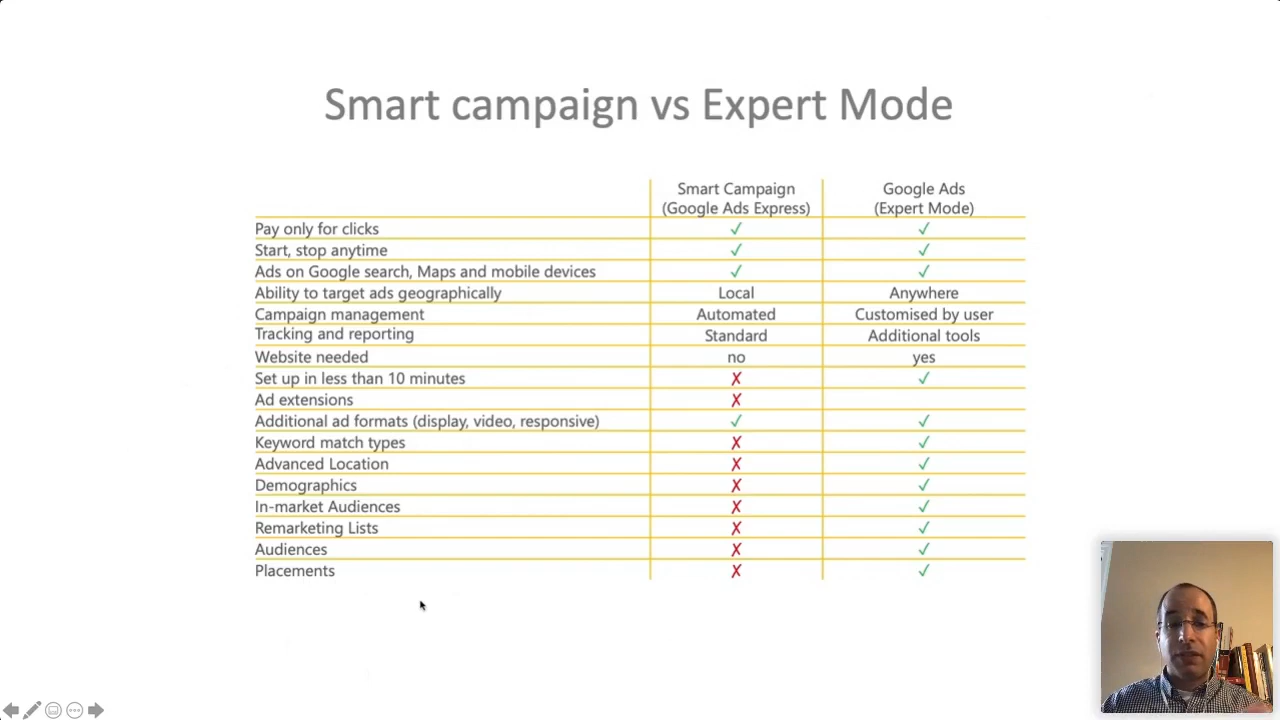 Smart campaign vs Expert Mode
Smart Campaign Google Ads
(Google Ads Express) (Expert Mode)
Pay only for clicks ✓ ✓
Start, stop anytime ✓ ✓
Ads on Google search, Maps and mobile devices ✓ ✓
Ability to target ads geographically Local Anywhere
Campaign management Automated Customised by user
Tracking and reporting Standard Additional tools
Website needed no yes
Set up in less than 10 minutes ✗ ✓
Ad extensions ✗
Additional ad formats (display, video, responsive) ✓ ✓
Keyword match types ✗ ✓
Advanced Location ✗ ✓
Demographics ✗ ✓
In-market Audiences ✗ ✓
Remarketing Lists ✗ ✓
Audiences ✗ ✓
Placements ✗ ✓